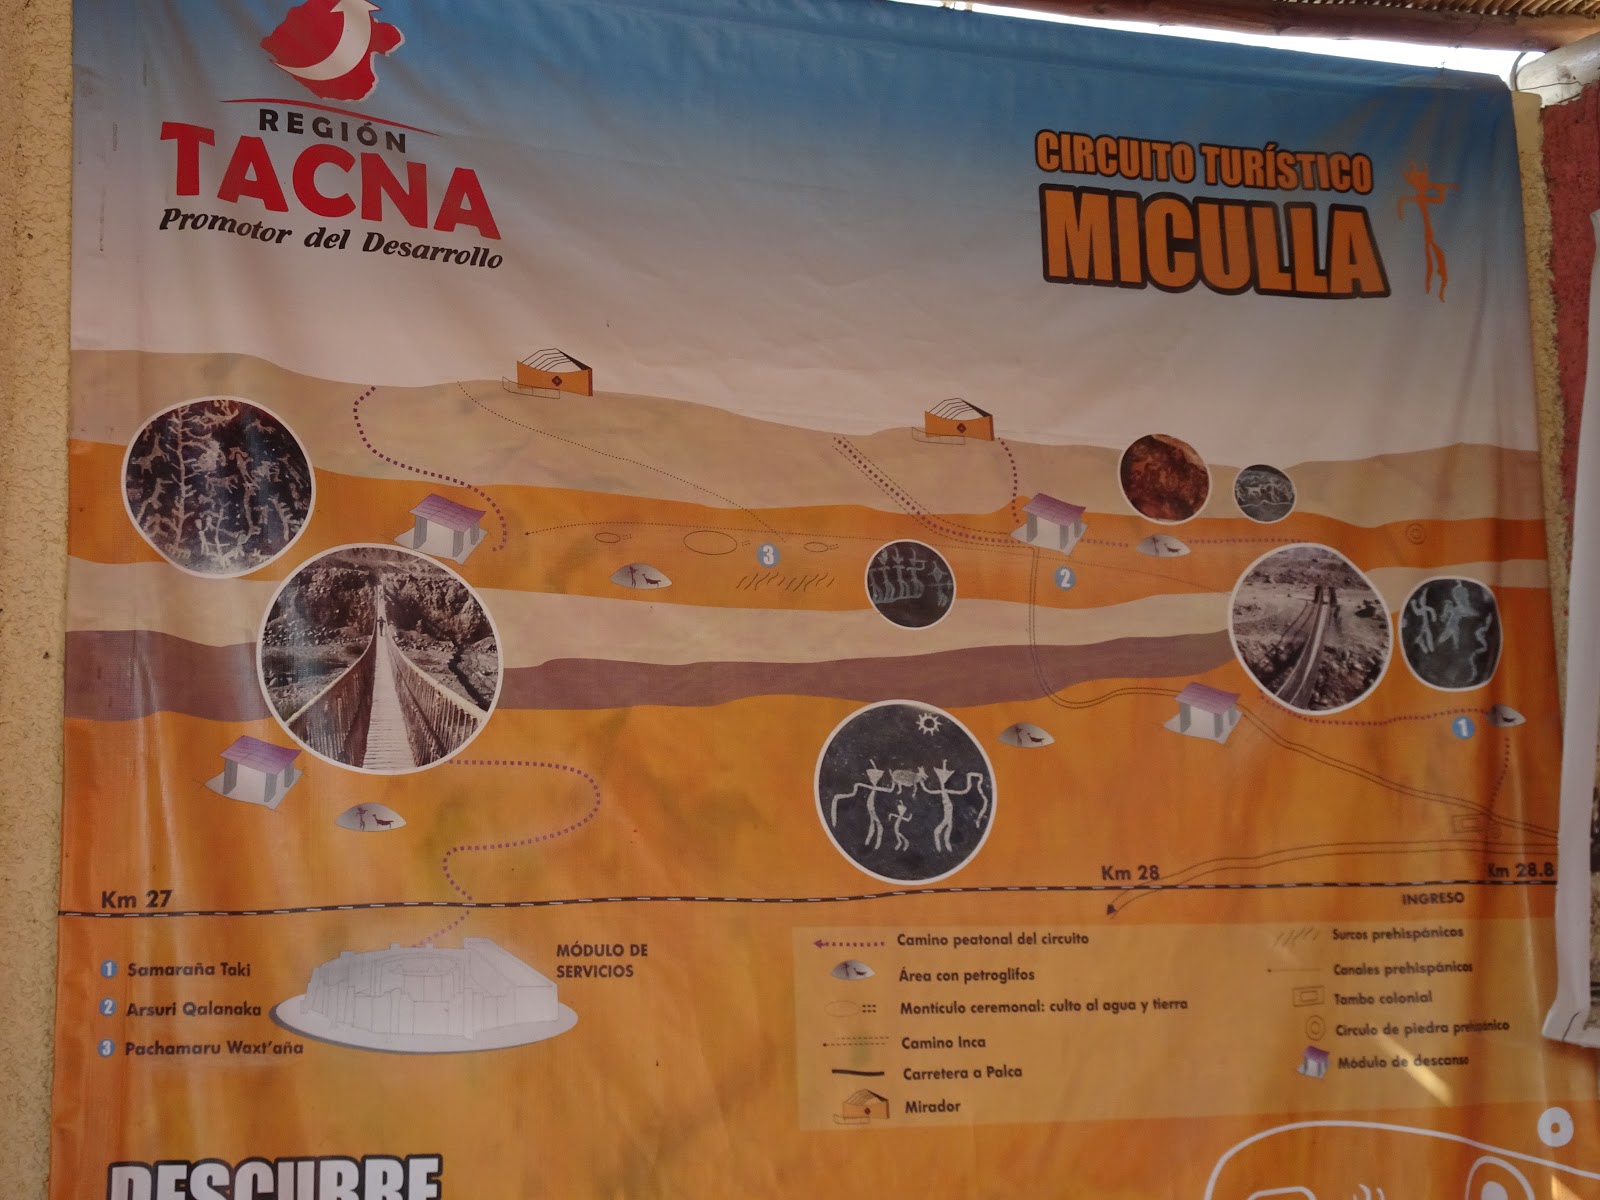 REGIÓN
TACNA
Promotor del Desarrollo
CIRCUITO TURÍSTICO
MICULLA
3
2
1
Km 27
Km 28
Km 28.8
INGRESO
1 Samaraña Taki
2 Arsuri Qalanaka
3 Pachamaru Waxt'aña
MÓDULO DE
SERVICIOS
Camino peatonal del circuito
Área con petroglifos
Montículo ceremonal: culto al agua y tierra
Camino Inca
Carretera a Palca
Mirador
Surcos prehispánicos
Canales prehispánicos
Tambo colonial
Círculo de piedra prehispánico
Módulo de descanso
DESCUBRE